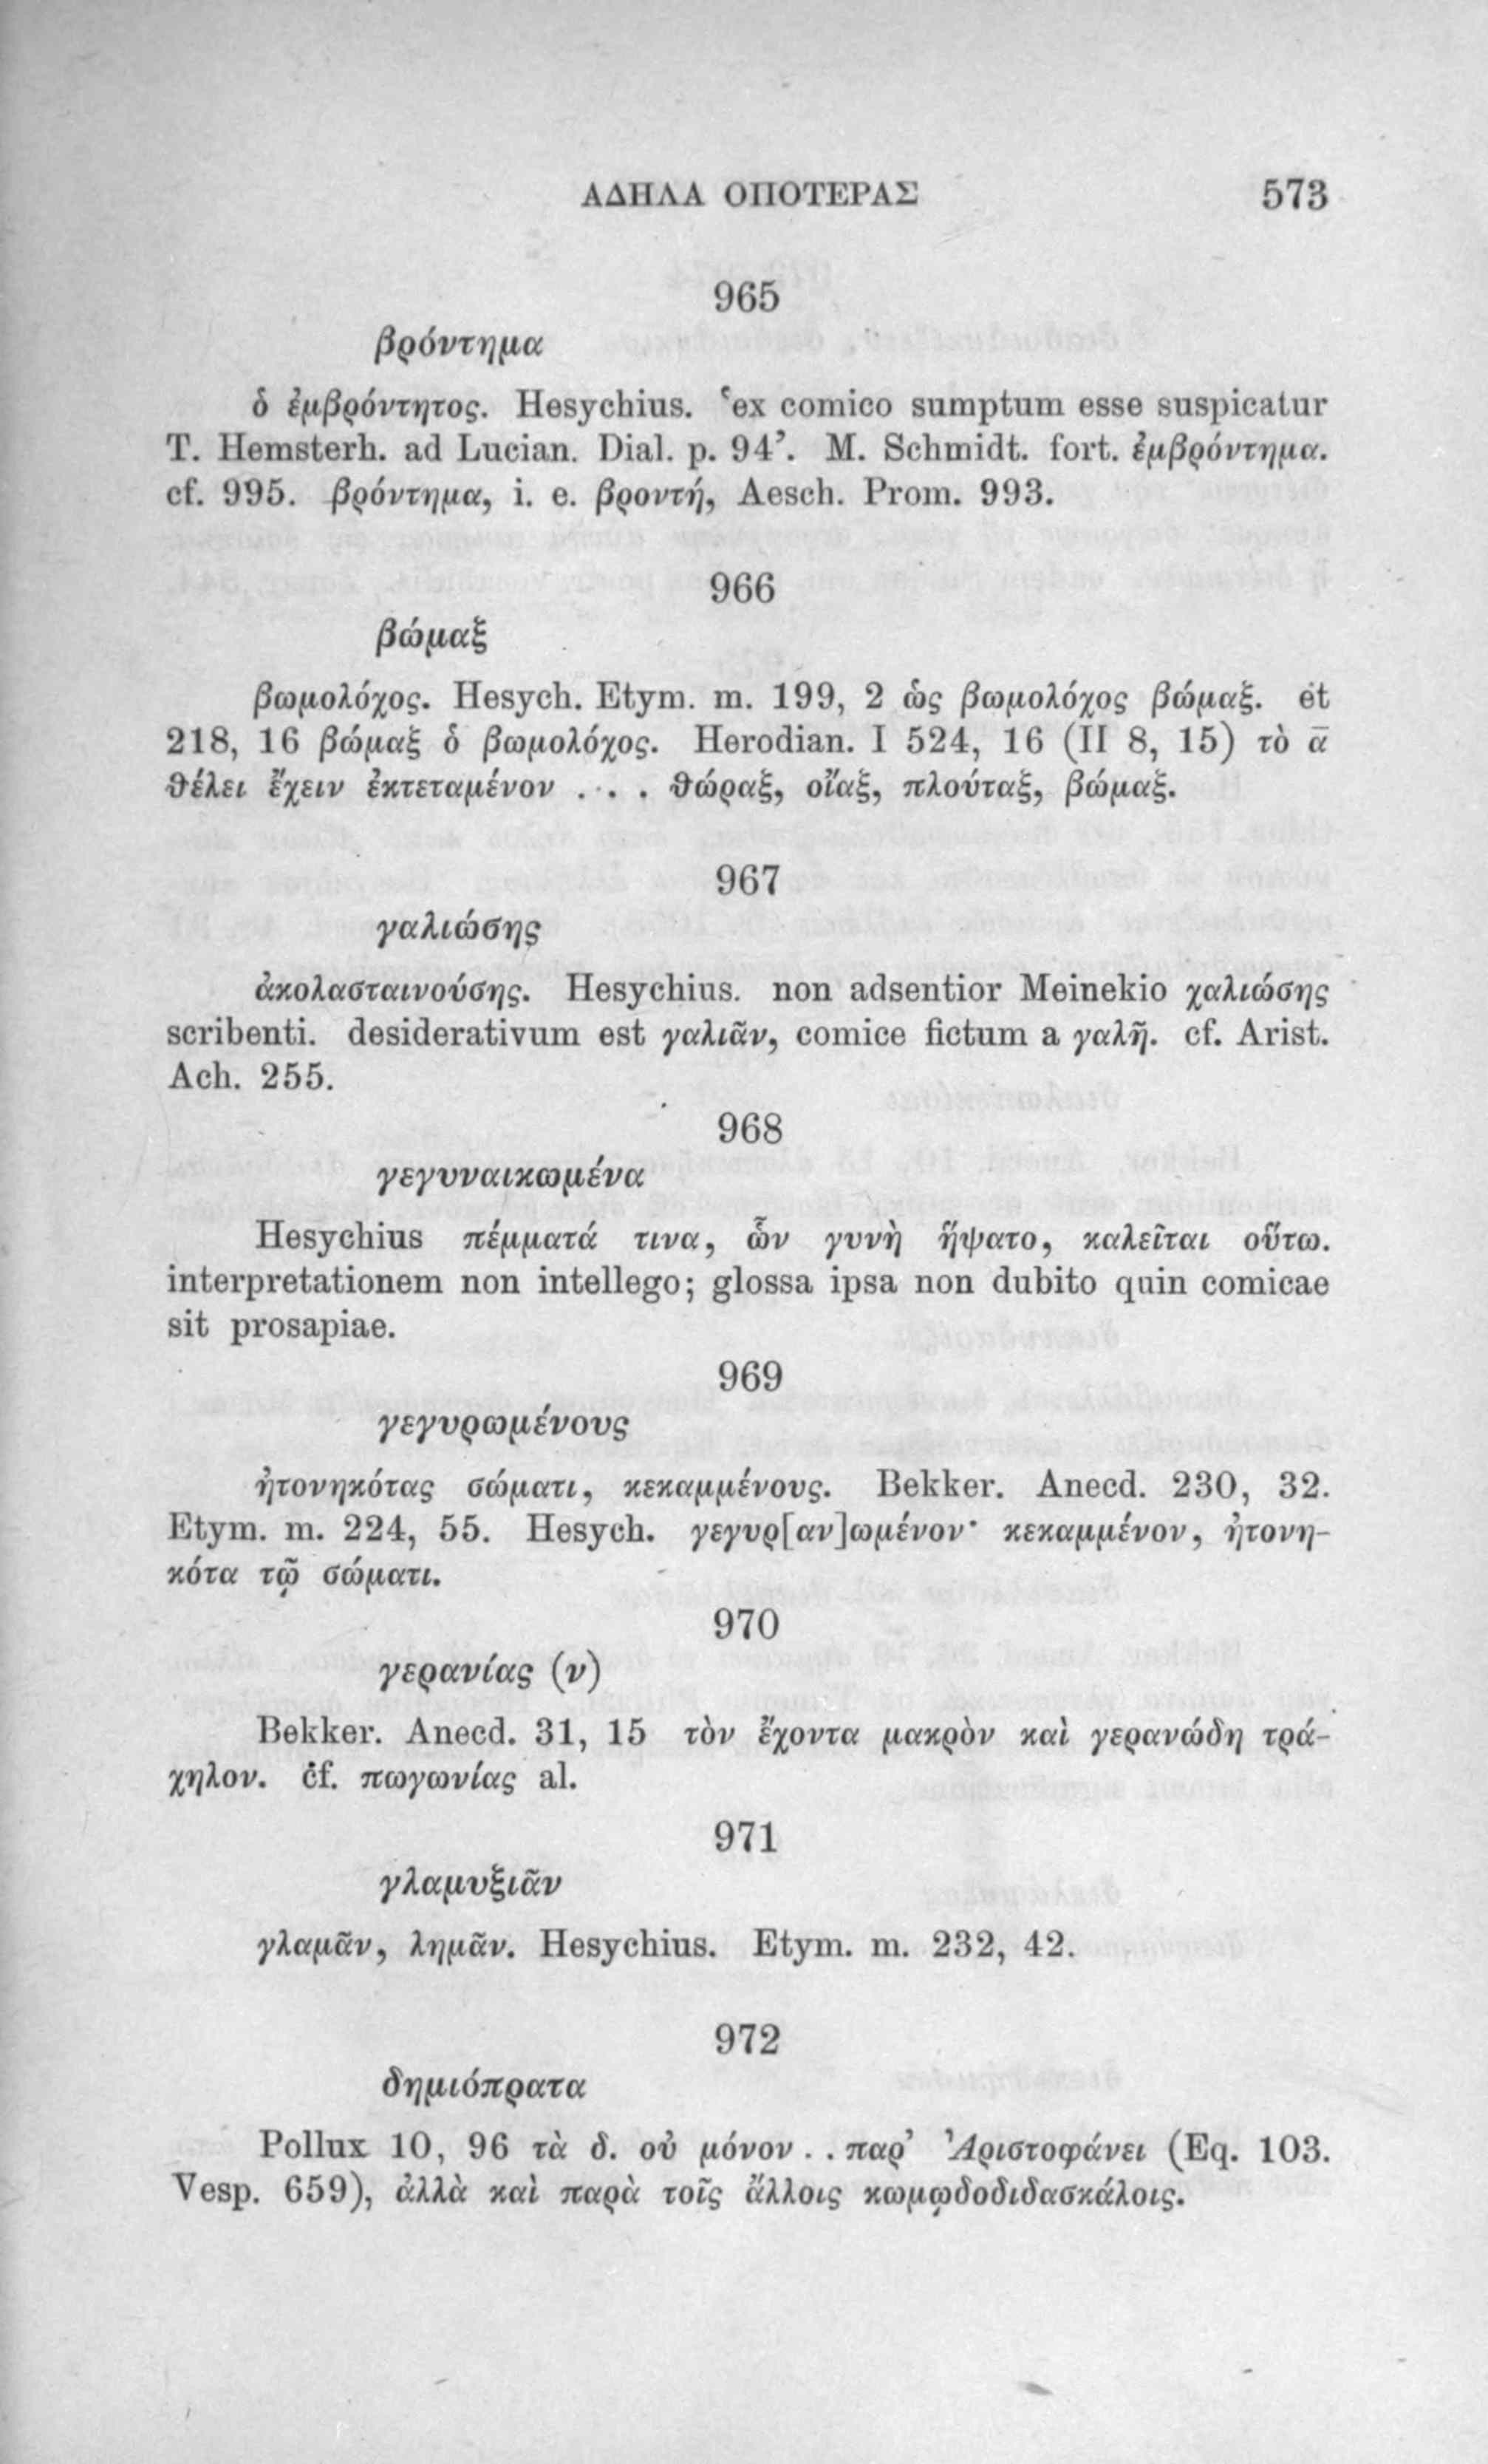 ΑΔΗΛΑ ΟΠΟΤΕΡΑΣ 573
965
βρόντημα
ὁ ἐμβρόντητος. Hesychius. ‘ex comico sumptum esse suspicatur
T. Hemsterh. ad Lucian. Dial. p. 94’. M. Schmidt. fort. ἐμβρόντημα.
cf. 995. βρόντημα, i. e. βροντή, Aesch. Prom. 993.
966
βώμαξ
βωμολόχος. Hesych. Etym. m. 199, 2 ὡς βωμολόχος βώμαξ. et
218, 16 βώμαξ ὁ βωμολόχος. Herodian. I 524, 16 (II 8, 15) τὸ ᾱ
θέλει ἔχειν ἐκτεταμένον . . . θώραξ, οἴαξ, πλούταξ, βώμαξ.
967
γαλιώσης
ἀκολασταινούσης. Hesychius. non adsentior Meinekio χαλιώσης
scribenti. desiderativum est γαλιᾶν, comice fictum a γαλῆ. cf. Arist.
Ach. 255.
968
γεγυναικωμένα
Hesychius πέμματά τινα, ὧν γυνὴ ἥψατο, καλεῖται οὕτω.
interpretationem non intellego; glossa ipsa non dubito quin comicae
sit prosapiae.
969
γεγυρωμένους
ἠτονηκότας σώματι, κεκαμμένους. Bekker. Anecd. 230, 32.
Etym. m. 224, 55. Hesych. γεγυρ[αν]ωμένον· κεκαμμένον, ἠτονη-
κότα τῷ σώματι.
970
γερανίας (ν)
Bekker. Anecd. 31, 15 τὸν ἔχοντα μακρὸν καὶ γερανώδη τρά-
χηλον. cf. πωγωνίας al.
971
γλαμυξιᾶν
γλαμᾶν, λημᾶν. Hesychius. Etym. m. 232, 42.
972
δημιόπρατα
Pollux 10, 96 τὰ δ. οὐ μόνον . . παρ’ Ἀριστοφάνει (Eq. 103.
Vesp. 659), ἀλλὰ καὶ παρὰ τοῖς ἄλλοις κωμῳδοδιδασκάλοις.